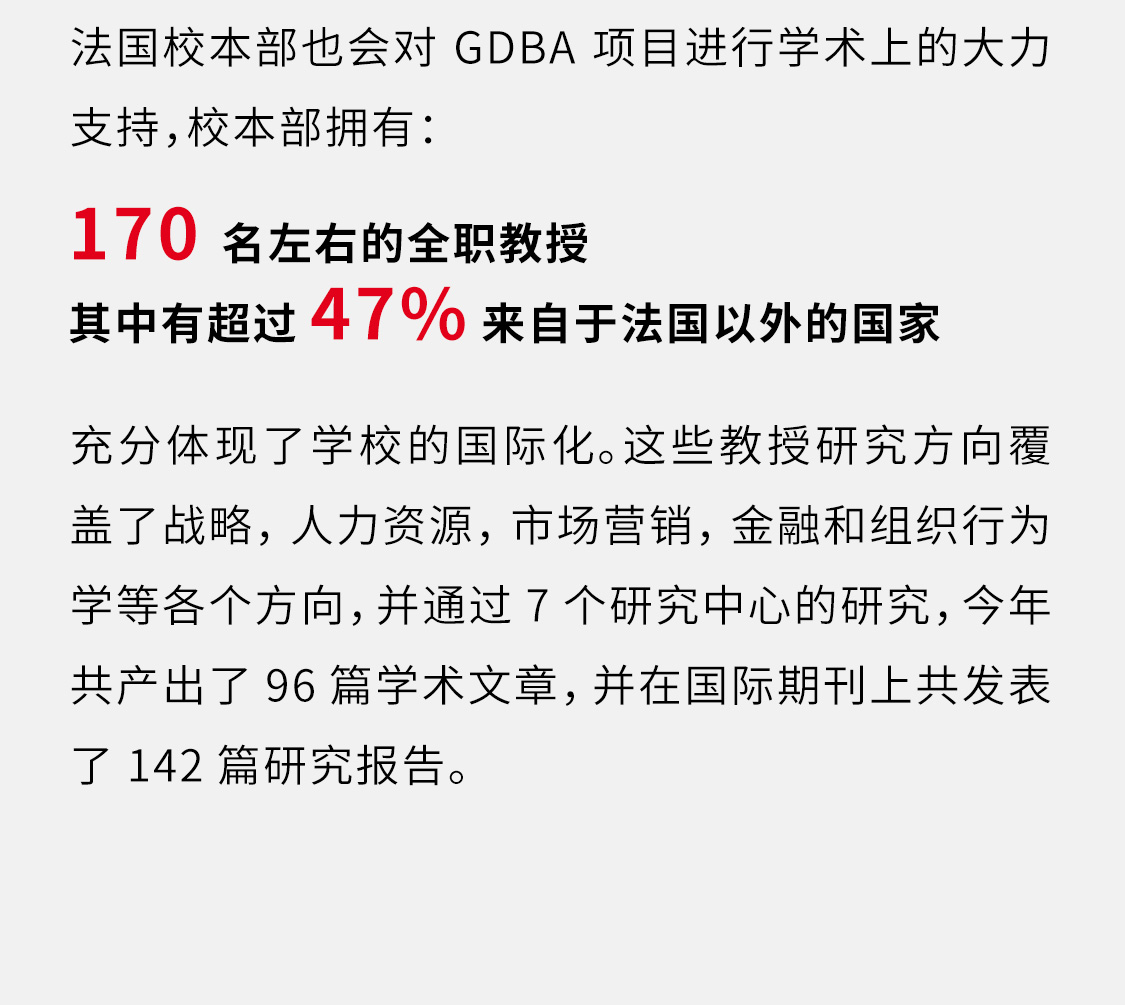 法国校本部也会对 GDBA 项目进行学术上的大力
支持，校本部拥有：
170 名左右的全职教授
其中有超过 47% 来自于法国以外的国家
充分体现了学校的国际化。这些教授研究方向覆
盖了战略，人力资源，市场营销，金融和组织行为
学等各个方向，并通过 7 个研究中心的研究，今年
共产出了 96 篇学术文章，并在国际期刊上共发表
了 142 篇研究报告。